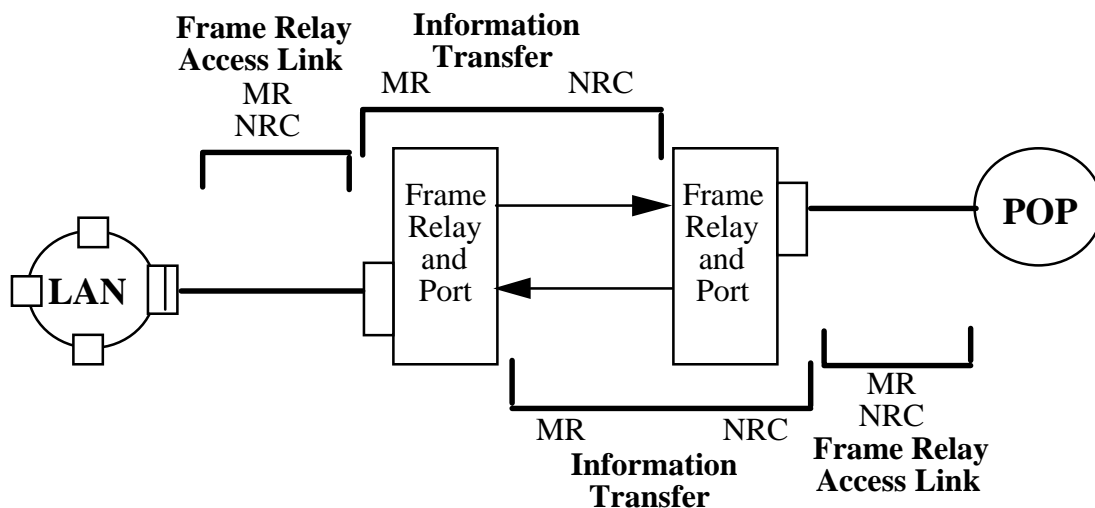 Frame Relay
Access Link
MR
NRC
Information
Transfer
MR NRC
Frame
Relay
and
Port
Frame
Relay
and
Port
POP
LAN
MR NRC
Information
Transfer
MR
NRC
Frame Relay
Access Link